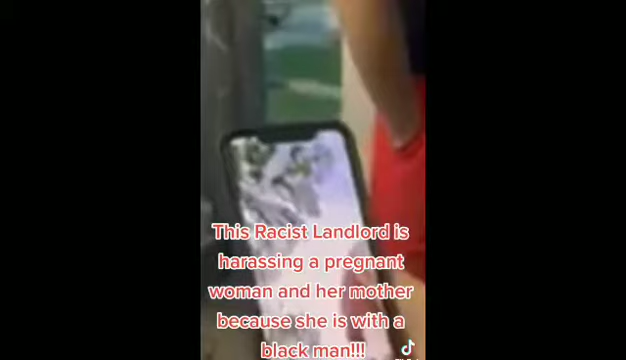 This Racist Landlord is
harassing a pregnant
woman and her mother
because she is with a
black man!!!